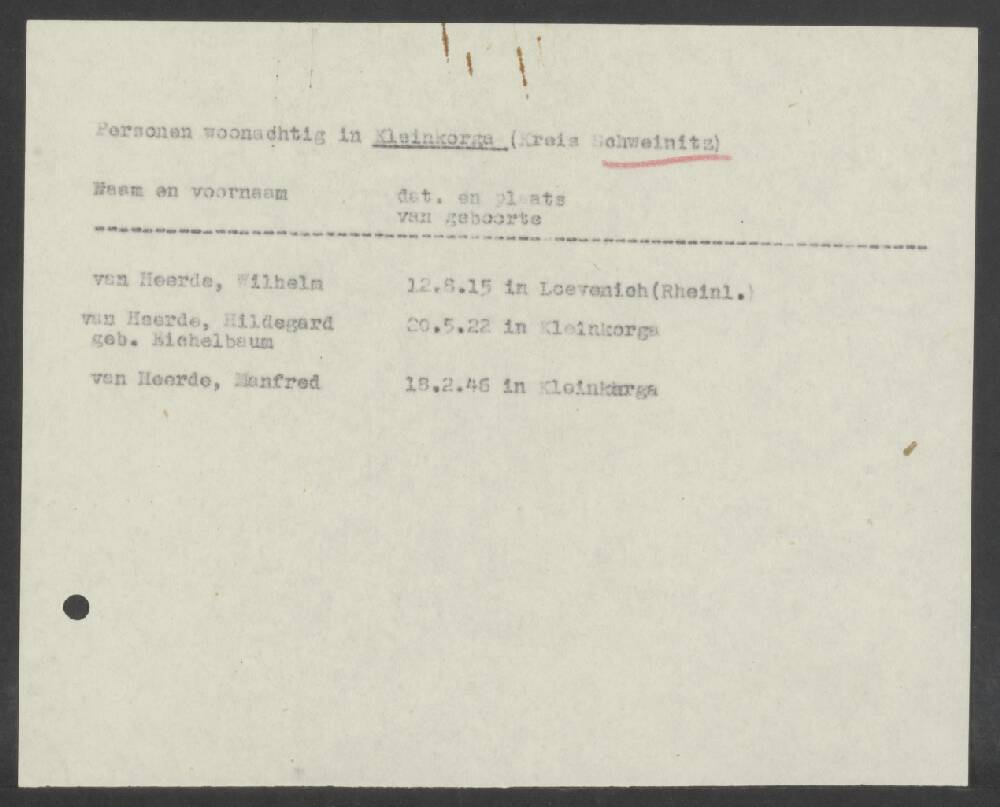 Personen woonachtig in Kleinkorga (Kreis Schweinitz)
Naam en voornaam dat. en plaats
van geboorte
van Heerde, Wilhelm 12.8.15 in Loevenich(Rheinl.)
van Heerde, Hildegard 20.5.22 in Kleinkorga
geb. Eichelbaum
van Heerde, Manfred 18.2.46 in Kleinkorga